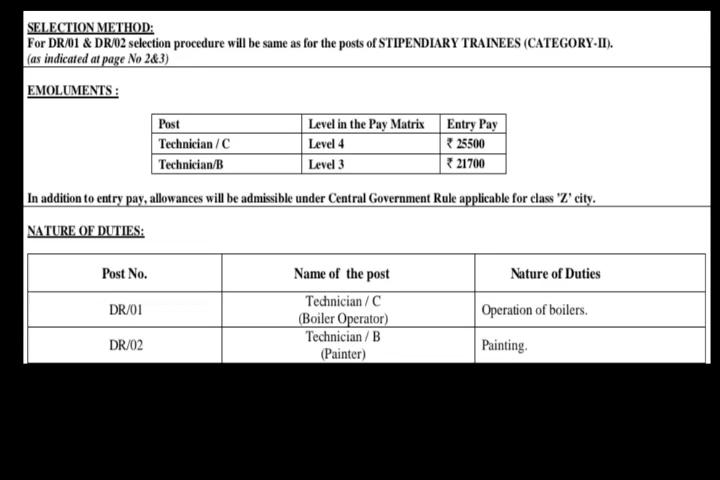 SELECTION METHOD:
For DR/01 & DR/02 selection procedure will be same as for the posts of STIPENDIARY TRAINEES (CATEGORY-II).
(as indicated at page No 2&3)
EMOLUMENTS :
Post Level in the Pay Matrix Entry Pay
Technician / C Level 4 ₹ 25500
Technician/B Level 3 ₹ 21700
In addition to entry pay, allowances will be admissible under Central Government Rule applicable for class 'Z' city.
NATURE OF DUTIES:
Post No. Name of the post Nature of Duties
DR/01 Technician / C (Boiler Operator) Operation of boilers.
DR/02 Technician / B (Painter) Painting.